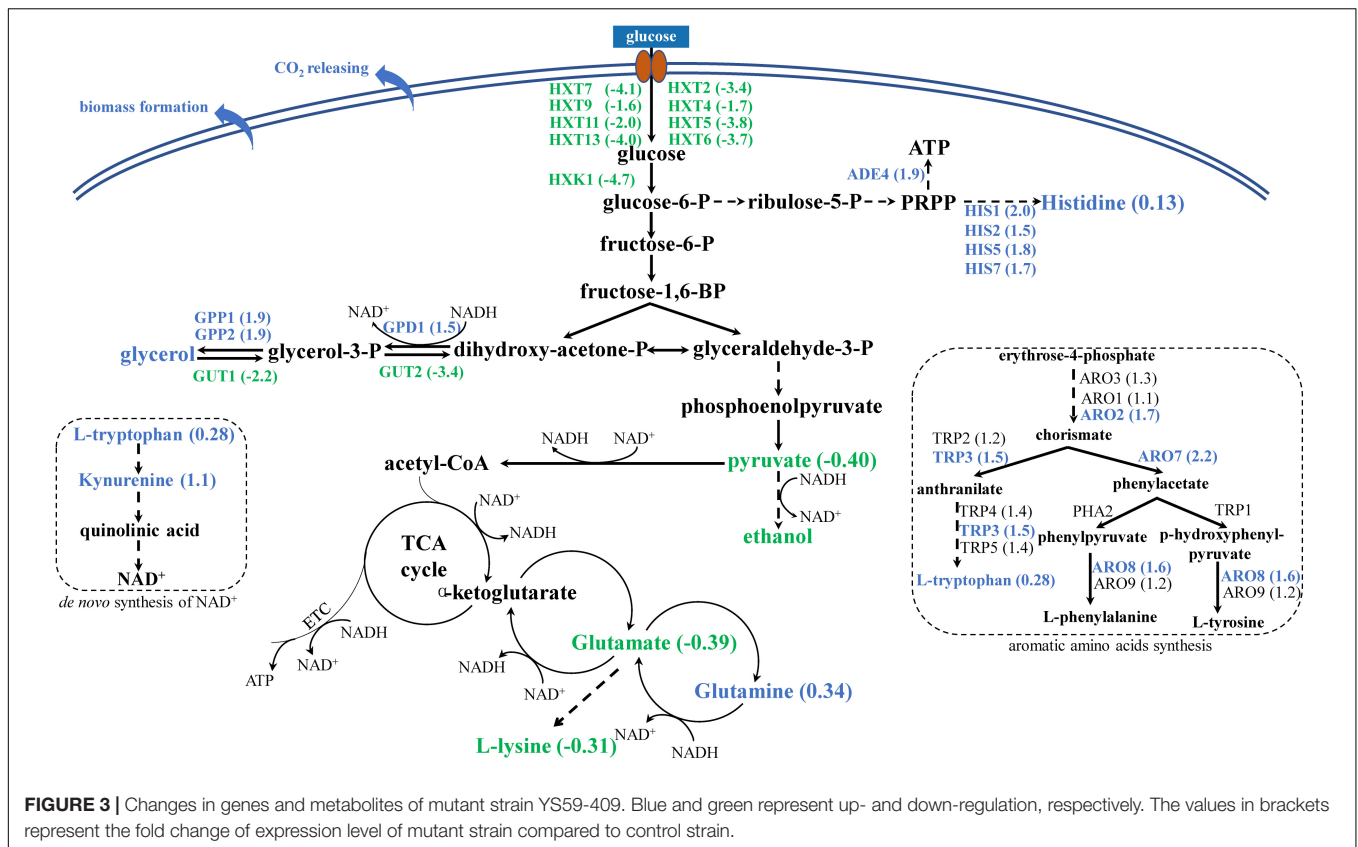 glucose
CO2 releasing
biomass formation
HXT7 (-4.1) HXT2 (-3.4)
HXT9 (-1.6) HXT4 (-1.7)
HXT11 (-2.0) HXT5 (-3.8)
HXT13 (-4.0) HXT6 (-3.7)
glucose
HXK1 (-4.7)
ATP
ADE4 (1.9)
glucose-6-P ribulose-5-P PRPP Histidine (0.13)
HIS1 (2.0)
HIS2 (1.5)
HIS5 (1.8)
HIS7 (1.7)
fructose-6-P
fructose-1,6-BP
GPP1 (1.9)
GPP2 (1.9)
NAD+ NADH
GPD1 (1.5)
glycerol glycerol-3-P dihydroxy-acetone-P glyceraldehyde-3-P
GUT1 (-2.2) GUT2 (-3.4)
phosphoenolpyruvate
NADH NAD+
acetyl-CoA pyruvate (-0.40)
NADH
NAD+
ethanol
L-tryptophan (0.28)
Kynurenine (1.1)
quinolinic acid
NAD+
de novo synthesis of NAD+
NAD+
NADH
TCA
cycle
α-ketoglutarate
ETC
NADH
NAD+
ATP
Glutamate (-0.39)
NADH
NAD+
Glutamine (0.34)
L-lysine (-0.31)
NAD+
NADH
erythrose-4-phosphate
ARO3 (1.3)
ARO1 (1.1)
ARO2 (1.7)
chorismate
TRP2 (1.2)
TRP3 (1.5)
ARO7 (2.2)
anthranilate
phenylacetate
TRP4 (1.4)
TRP3 (1.5)
TRP5 (1.4)
L-tryptophan (0.28)
PHA2
TRP1
phenylpyruvate
p-hydroxyphenyl-
pyruvate
ARO8 (1.6)
ARO9 (1.2)
ARO8 (1.6)
ARO9 (1.2)
L-phenylalanine
L-tyrosine
aromatic amino acids synthesis
FIGURE 3 | Changes in genes and metabolites of mutant strain YS59-409. Blue and green represent up- and down-regulation, respectively. The values in brackets
represent the fold change of expression level of mutant strain compared to control strain.